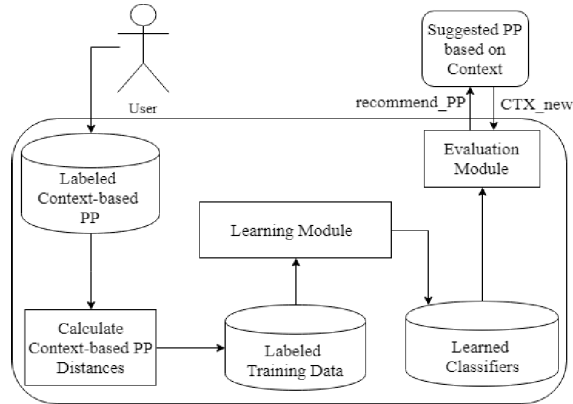 Suggested PP
based on
Context
User
recommend_PP
CTX_new
Labeled
Context-based
PP
Evaluation
Module
Learning Module
Calculate
Context-based PP
Distances
Labeled
Training Data
Learned
Classifiers